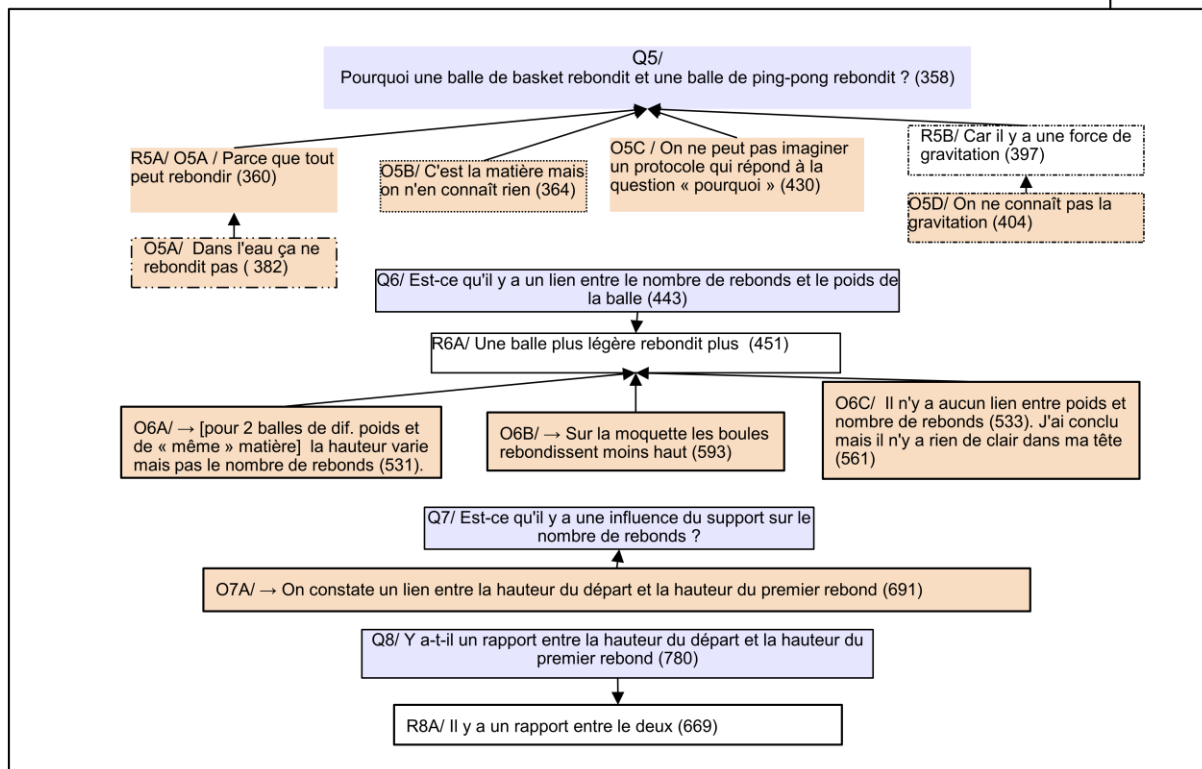 Q5/
Pourquoi une balle de basket rebondit et une balle de ping-pong rebondit ? (358)
R5A/ O5A / Parce que tout
peut rebondir (360)
O5B/ C'est la matière mais
on n'en connaît rien (364)
O5C / On ne peut pas imaginer
un protocole qui répond à la
question « pourquoi » (430)
R5B/ Car il y a une force de
gravitation (397)
O5D/ On ne connaît pas la
gravitation (404)
O5A/ Dans l'eau ça ne
rebondit pas ( 382)
Q6/ Est-ce qu'il y a un lien entre le nombre de rebonds et le poids de
la balle (443)
R6A/ Une balle plus légère rebondit plus (451)
O6A/ → [pour 2 balles de dif. poids et
de « même » matière] la hauteur varie
mais pas le nombre de rebonds (531).
O6B/ → Sur la moquette les boules
rebondissent moins haut (593)
O6C/ Il n'y a aucun lien entre poids et
nombre de rebonds (533). J'ai conclu
mais il n'y a rien de clair dans ma tête
(561)
Q7/ Est-ce qu'il y a une influence du support sur le
nombre de rebonds ?
O7A/ → On constate un lien entre la hauteur du départ et la hauteur du premier rebond (691)
Q8/ Y a-t-il un rapport entre la hauteur du départ et la hauteur du
premier rebond (780)
R8A/ Il y a un rapport entre le deux (669)